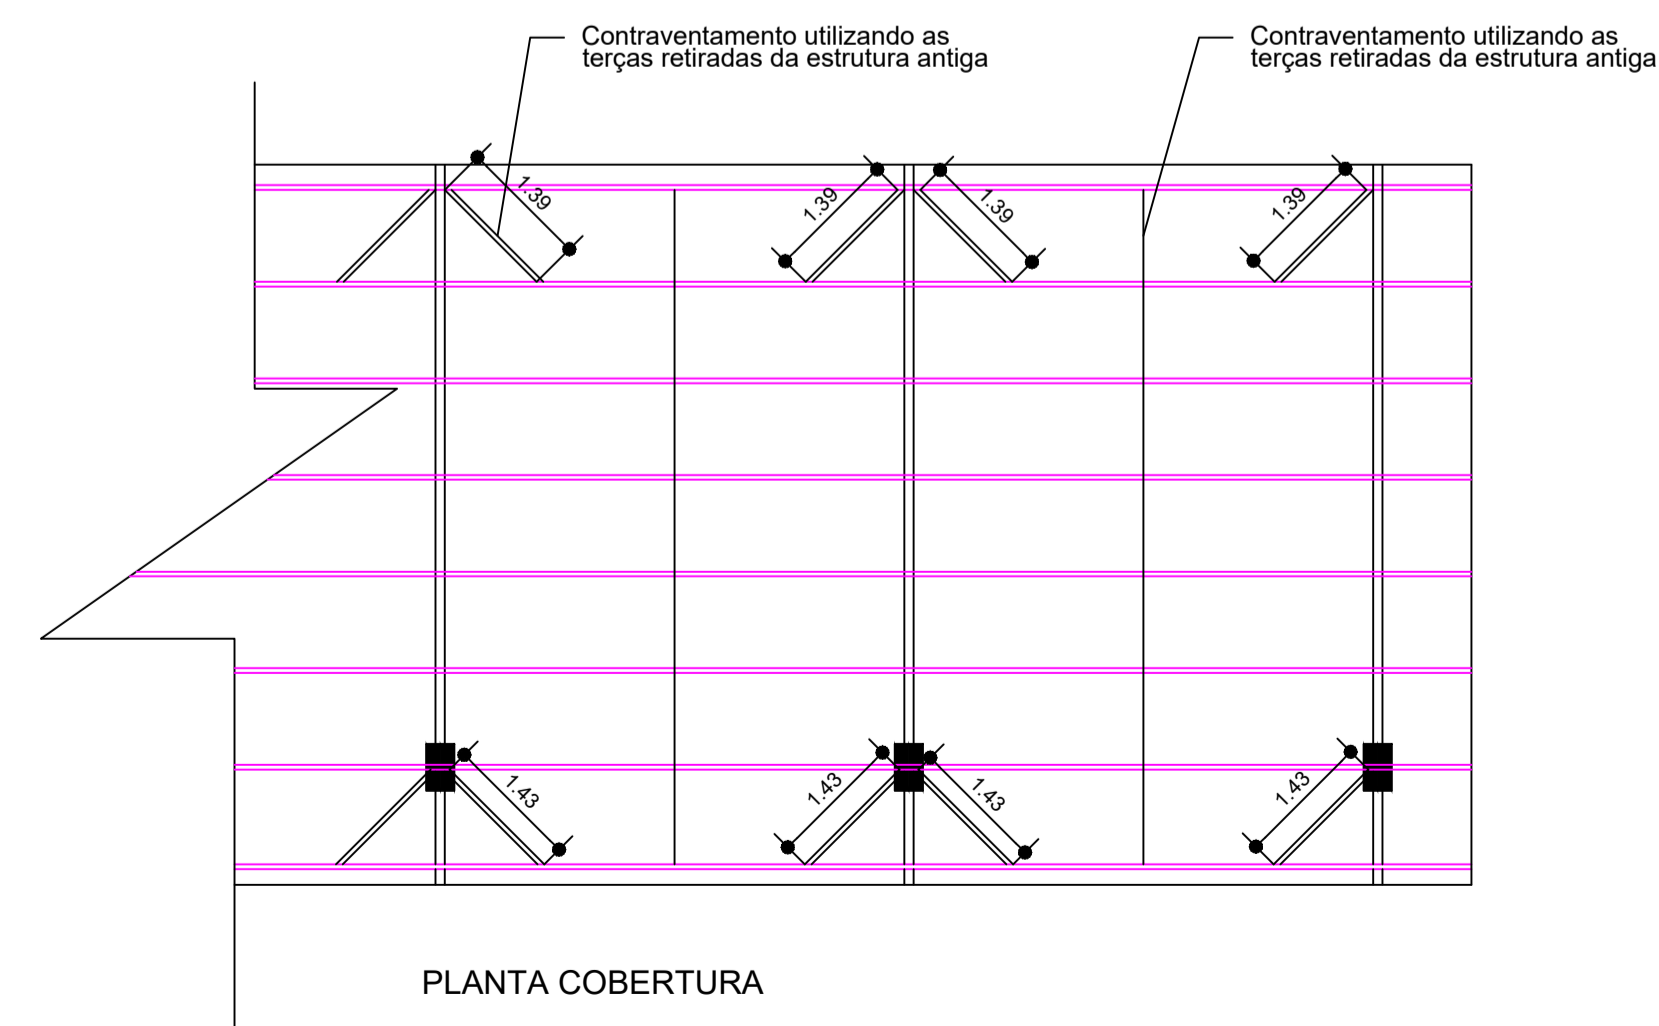 Contraventamento utilizando as
terças retiradas da estrutura antiga
Contraventamento utilizando as
terças retiradas da estrutura antiga
1.39
1.39
1.39
1.39
1.43
1.43
1.43
1.43
PLANTA COBERTURA